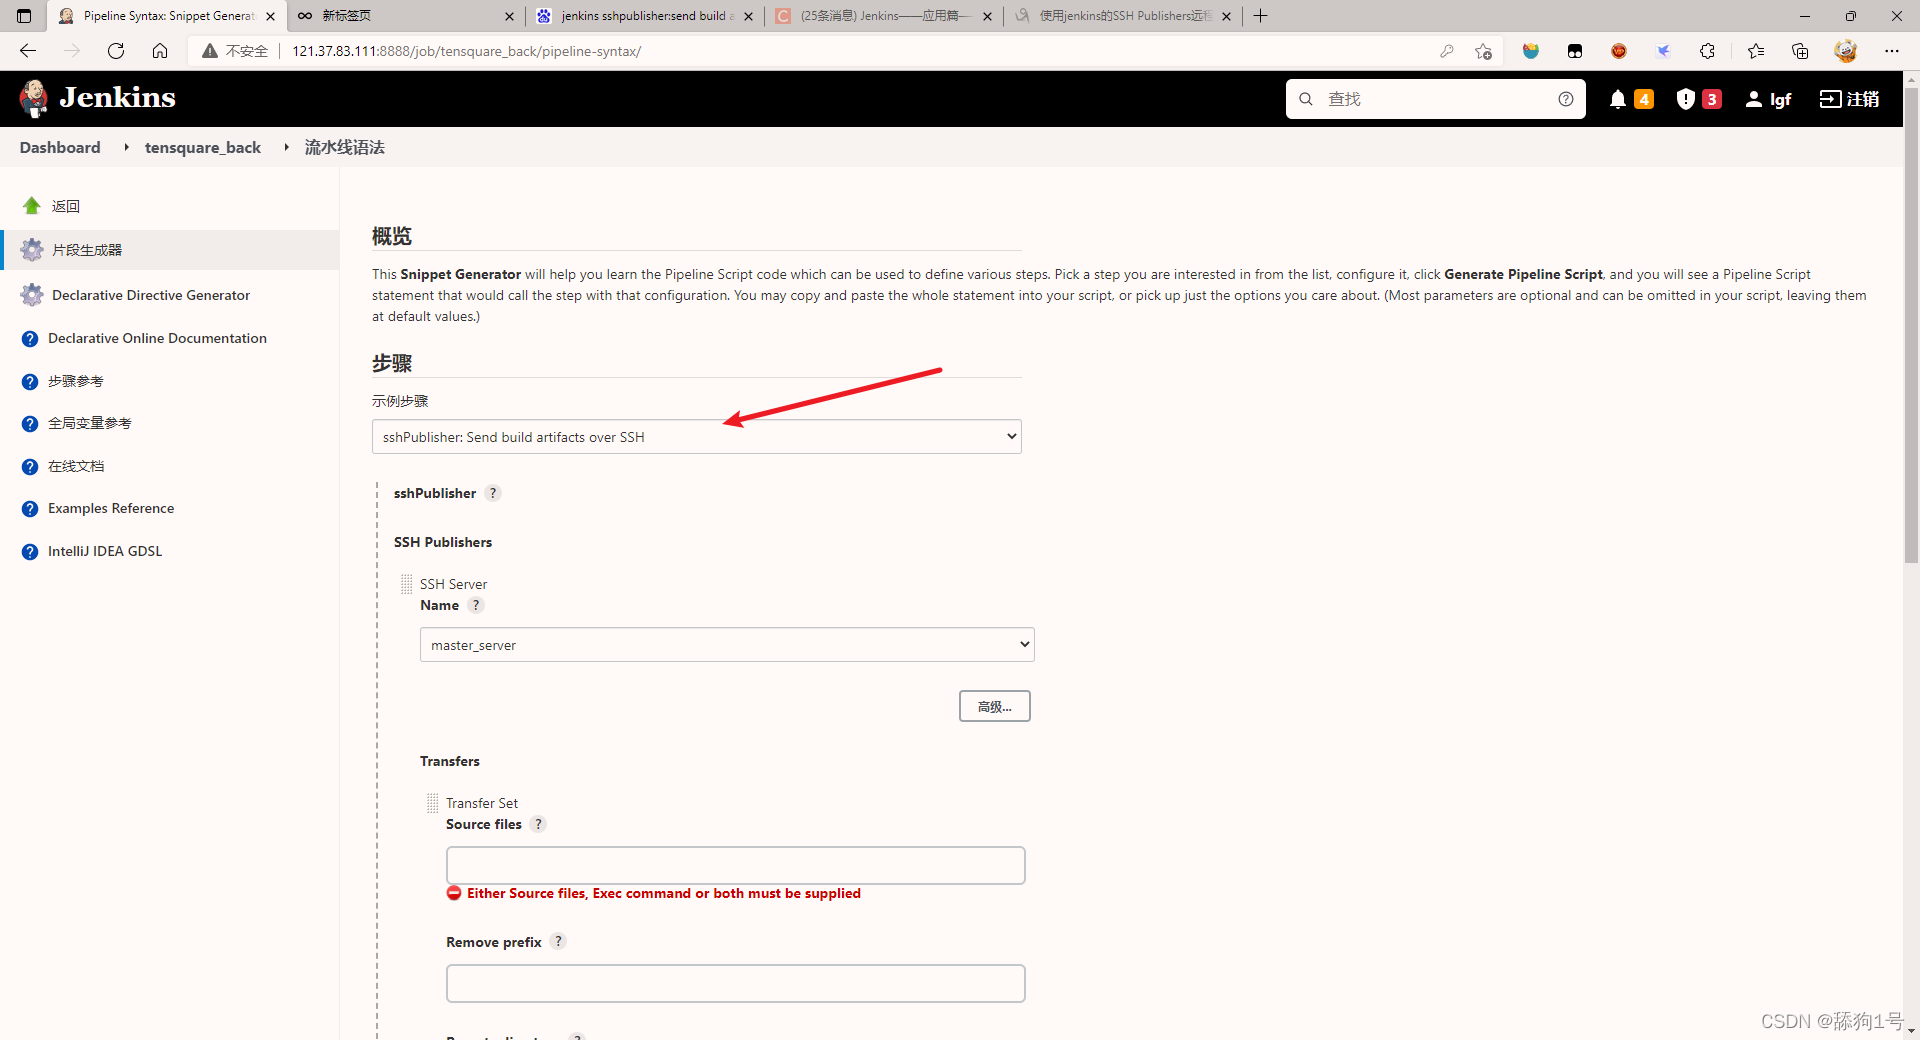 Pipeline Syntax: Snippet Generat
新标签页
jenkins sshpublisher:send build a
(25条消息) Jenkins——应用篇—
使用jenkins的SSH Publishers远程
不安全
121.37.83.111:8888/job/tensquare_back/pipeline-syntax/
Jenkins
查找
4
3
lgf
注销
Dashboard
tensquare_back
流水线语法
返回
片段生成器
Declarative Directive Generator
Declarative Online Documentation
步骤参考
全局变量参考
在线文档
Examples Reference
IntelliJ IDEA GDSL
概览
This Snippet Generator will help you learn the Pipeline Script code which can be used to define various steps. Pick a step you are interested in from the list, configure it, click Generate Pipeline Script, and you will see a Pipeline Script
statement that would call the step with that configuration. You may copy and paste the whole statement into your script, or pick up just the options you care about. (Most parameters are optional and can be omitted in your script, leaving them
at default values.)
步骤
示例步骤
sshPublisher: Send build artifacts over SSH
sshPublisher ?
SSH Publishers
SSH Server
Name ?
master_server
高级...
Transfers
Transfer Set
Source files ?
Either Source files, Exec command or both must be supplied
Remove prefix ?
CSDN @舔狗1号